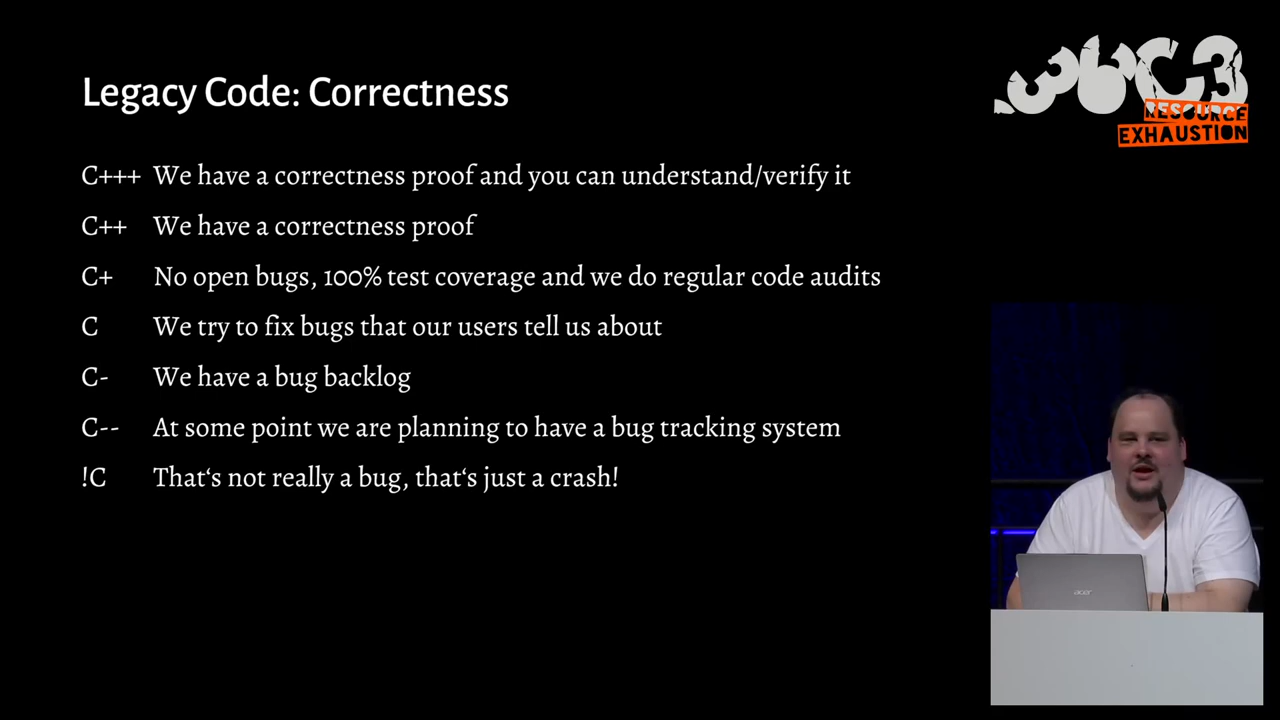 Legacy Code: Correctness
36C3
RESOURCE
EXHAUSTION
C+++ We have a correctness proof and you can understand/verify it
C++ We have a correctness proof
C+ No open bugs, 100% test coverage and we do regular code audits
C We try to fix bugs that our users tell us about
C- We have a bug backlog
C-- At some point we are planning to have a bug tracking system
!C That‘s not really a bug, that‘s just a crash!
acer